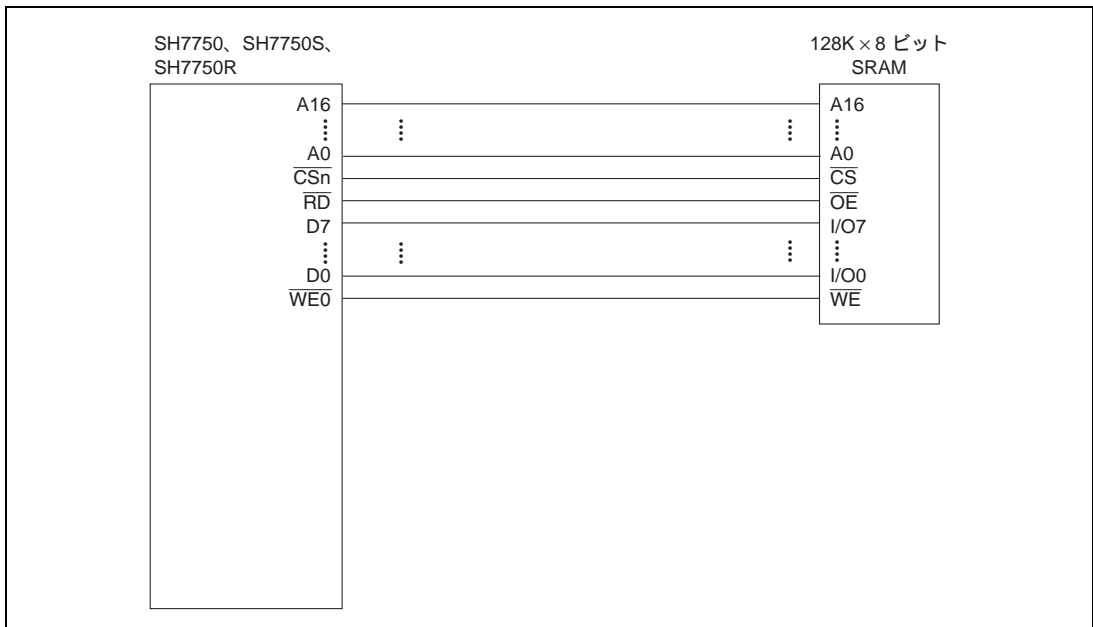 SH7750、SH7750S、
SH7750R
128K×8 ビット
SRAM
A16
A0
CSn
RD
D7
D0
WE0
A16
A0
CS
OE
I/O7
I/O0
WE